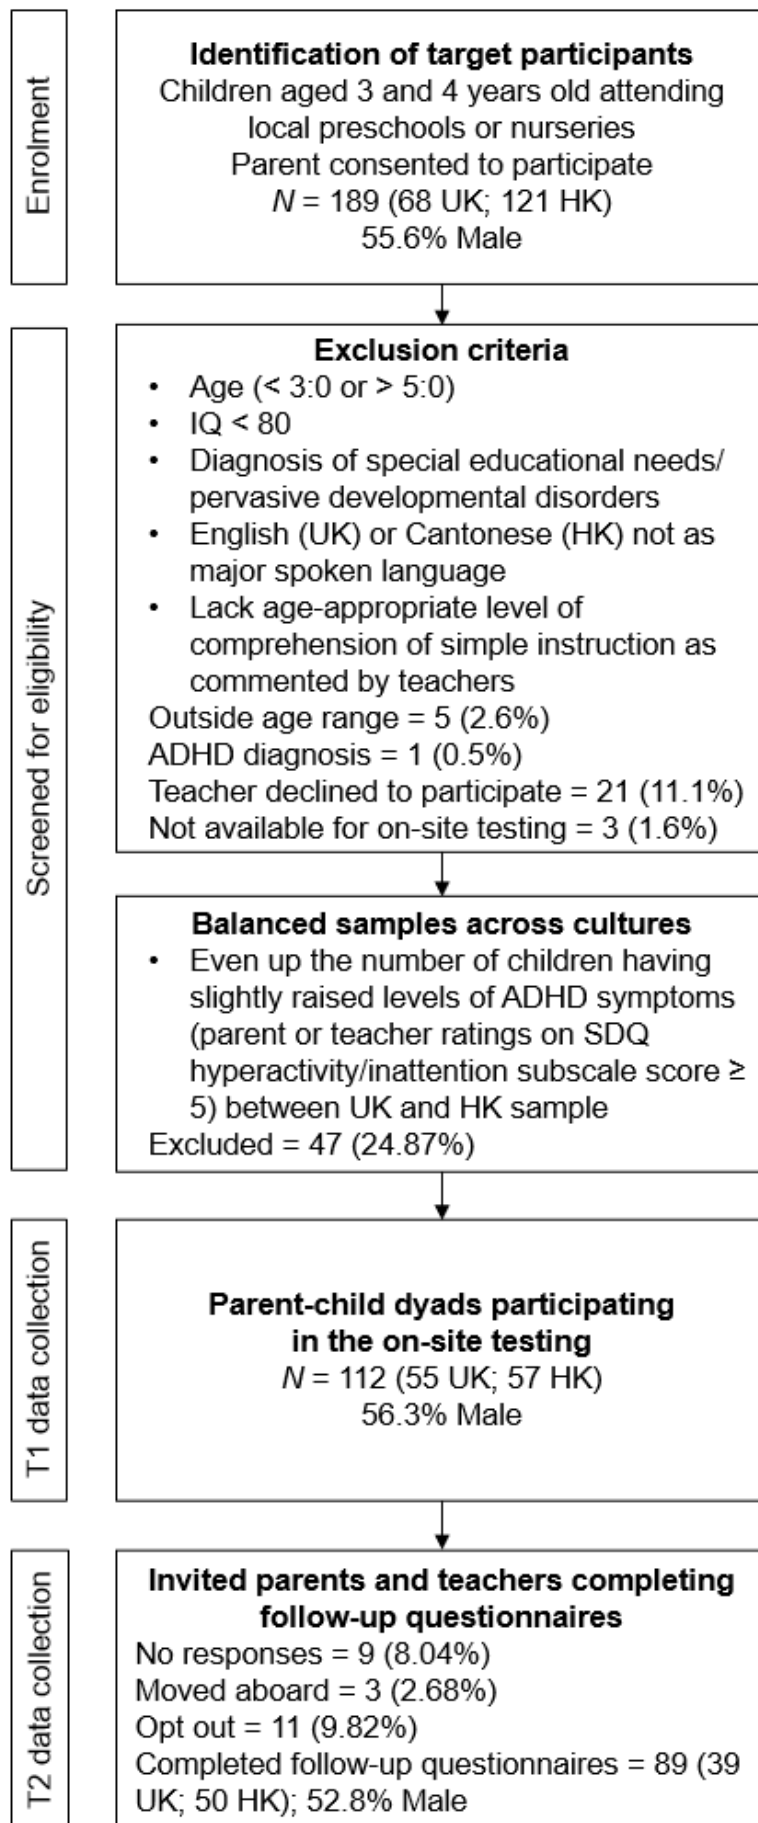 Enrolment
Identification of target participants
Children aged 3 and 4 years old attending
local preschools or nurseries
Parent consented to participate
N = 189 (68 UK; 121 HK)
55.6% Male
Screened for eligibility
Exclusion criteria
• Age (< 3:0 or > 5:0)
• IQ < 80
• Diagnosis of special educational needs/
pervasive developmental disorders
• English (UK) or Cantonese (HK) not as
major spoken language
• Lack age-appropriate level of
comprehension of simple instruction as
commented by teachers
Outside age range = 5 (2.6%)
ADHD diagnosis = 1 (0.5%)
Teacher declined to participate = 21 (11.1%)
Not available for on-site testing = 3 (1.6%)
Balanced samples across cultures
• Even up the number of children having
slightly raised levels of ADHD symptoms
(parent or teacher ratings on SDQ
hyperactivity/inattention subscale score ≥
5) between UK and HK sample
Excluded = 47 (24.87%)
T1 data collection
Parent-child dyads participating
in the on-site testing
N = 112 (55 UK; 57 HK)
56.3% Male
T2 data collection
Invited parents and teachers completing
follow-up questionnaires
No responses = 9 (8.04%)
Moved aboard = 3 (2.68%)
Opt out = 11 (9.82%)
Completed follow-up questionnaires = 89 (39
UK; 50 HK); 52.8% Male